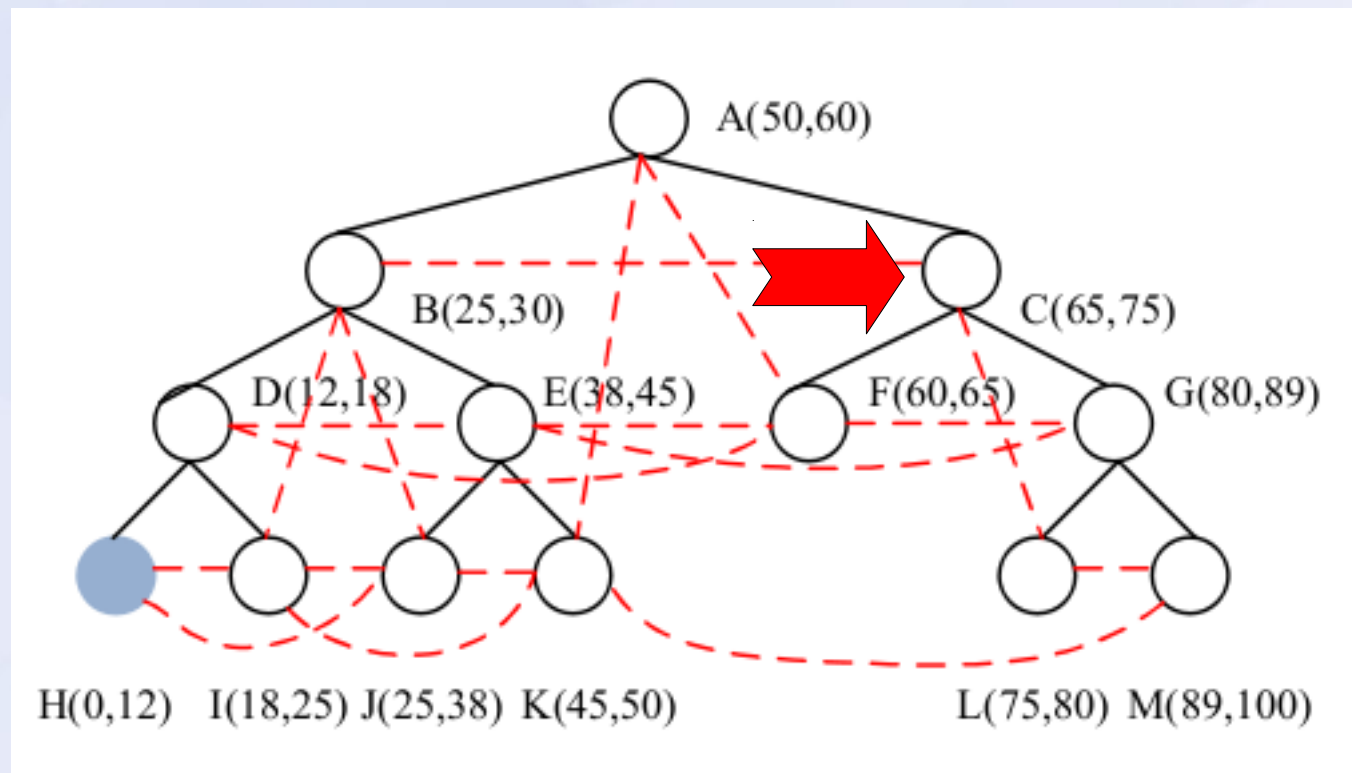 A(50,60)
B(25,30)
C(65,75)
D(12,18)
E(38,45)
F(60,65)
G(80,89)
H(0,12)
I(18,25)
J(25,38)
K(45,50)
L(75,80)
M(89,100)